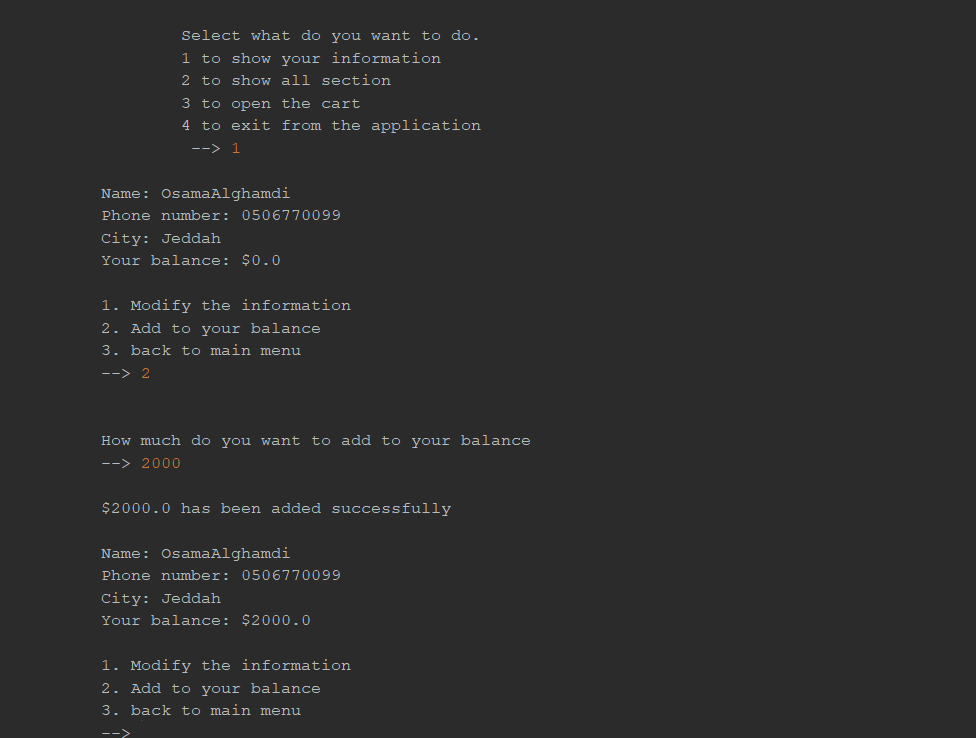 Select what do you want to do.
1 to show your information
2 to show all section
3 to open the cart
4 to exit from the application
--> 1
Name: OsamaAlghamdi
Phone number: 0506770099
City: Jeddah
Your balance: $0.0
1. Modify the information
2. Add to your balance
3. back to main menu
--> 2
How much do you want to add to your balance
--> 2000
$2000.0 has been added successfully
Name: OsamaAlghamdi
Phone number: 0506770099
City: Jeddah
Your balance: $2000.0
1. Modify the information
2. Add to your balance
3. back to main menu
-->